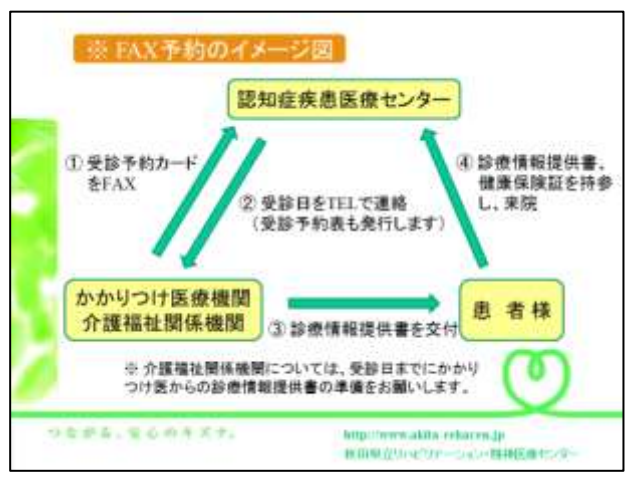 ※ FAX予約のイメージ図
認知症疾患医療センター
① 受診予約カード
をFAX
② 受診日をTELで連絡
（受診予約表も発行します）
④ 診療情報提供書、
健康保険証を持参
し、来院
かかりつけ医療機関
介護福祉関係機関
③ 診療情報提供書を交付
患 者 様
※ 介護福祉関係機関については、受診日までにかかり
つけ医からの診療情報提供書の準備をお願いします。
つながる、安心のキズナ。
http://www.akita-rehacen.jp
秋田県立リハビリテーション・精神医療センター